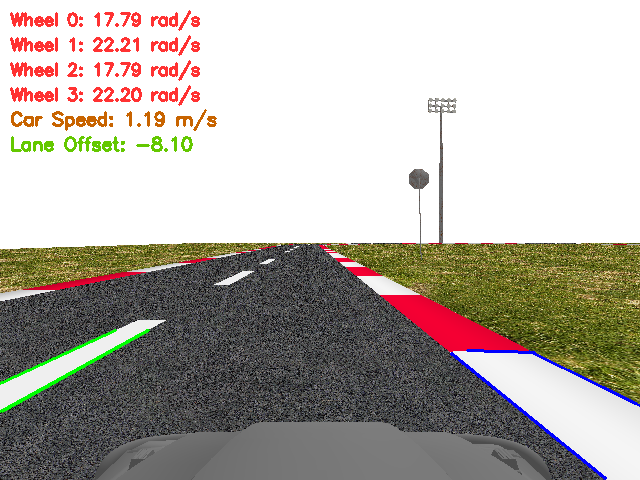 Wheel 0: 17.79 rad/s
Wheel 1: 22.21 rad/s
Wheel 2: 17.79 rad/s
Wheel 3: 22.20 rad/s
Car Speed: 1.19 m/s
Lane Offset: -8.10